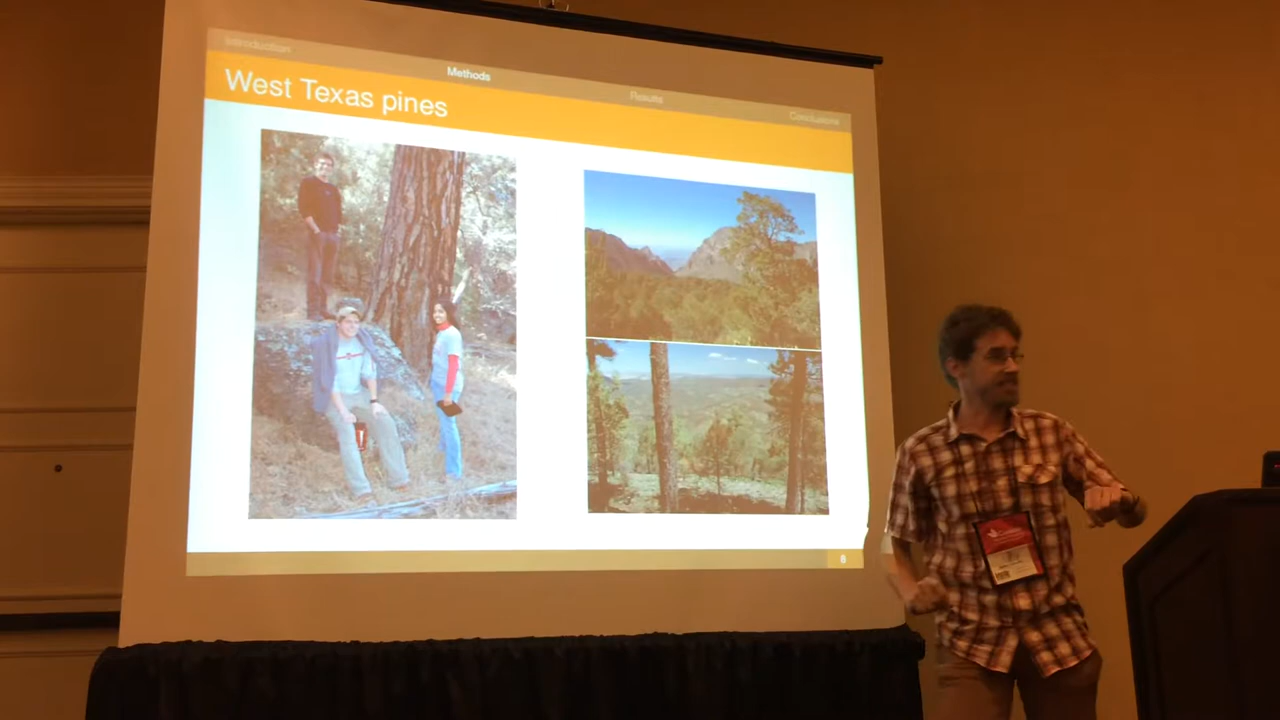 Introduction
Methods
Results
Conclusions
West Texas pines
8